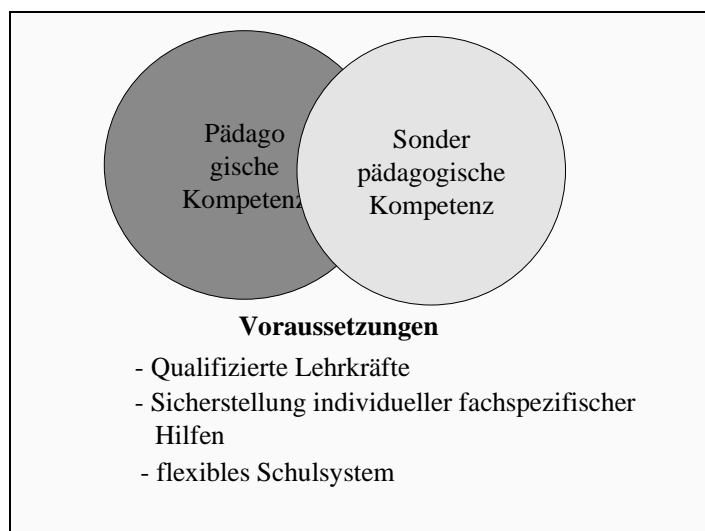 Pädago
gische
Kompetenz
Sonder
pädagogische
Kompetenz
Voraussetzungen
- Qualifizierte Lehrkräfte
- Sicherstellung individueller fachspezifischer
Hilfen
- flexibles Schulsystem